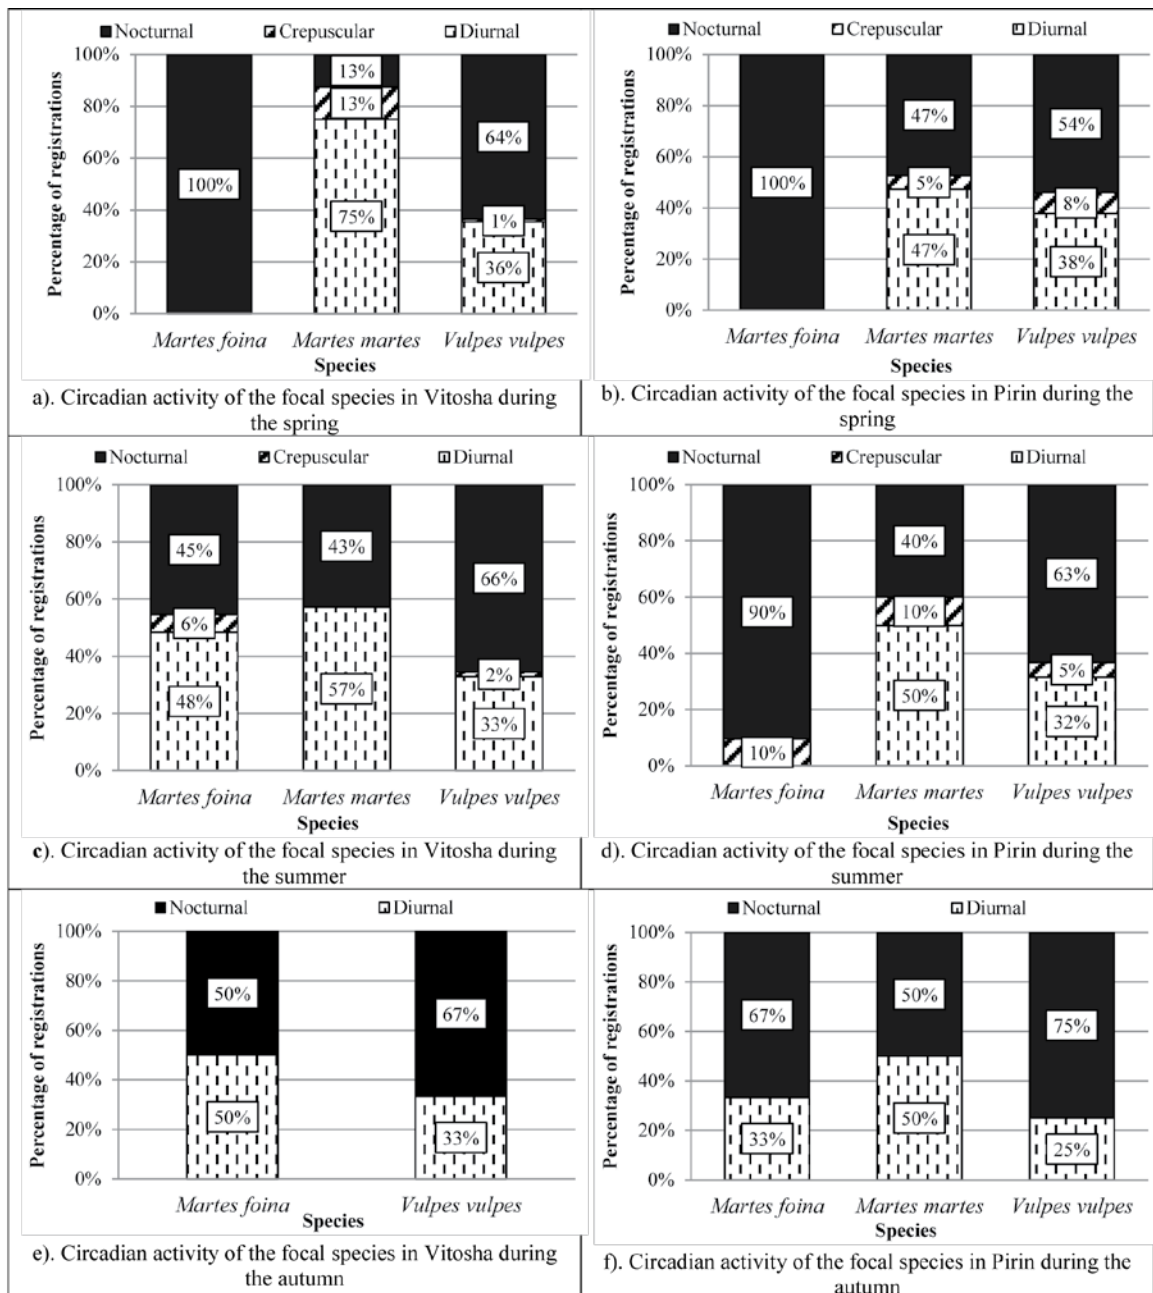 Nocturnal Crepuscular Diurnal
Percentage of registrations
100%
80%
60%
40%
20%
0%
100%
13%
13%
75%
64%
1%
36%
Martes foina Martes martes Vulpes vulpes
Species
a). Circadian activity of the focal species in Vitosha during
the spring
Nocturnal Crepuscular Diurnal
Percentage of registrations
100%
80%
60%
40%
20%
0%
100%
47%
5%
47%
54%
8%
38%
Martes foina Martes martes Vulpes vulpes
Species
b). Circadian activity of the focal species in Pirin during the
spring
Nocturnal Crepuscular Diurnal
Percentage of registrations
100%
80%
60%
40%
20%
0%
45%
6%
48%
43%
57%
66%
2%
33%
Martes foina Martes martes Vulpes vulpes
Species
c). Circadian activity of the focal species in Vitosha during
the summer
Nocturnal Crepuscular Diurnal
Percentage of registrations
100%
80%
60%
40%
20%
0%
90%
10%
40%
10%
50%
63%
5%
32%
Martes foina Martes martes Vulpes vulpes
Species
d). Circadian activity of the focal species in Pirin during the
summer
Nocturnal Diurnal
Percentage of registrations
100%
80%
60%
40%
20%
0%
50%
50%
67%
33%
Martes foina Vulpes vulpes
Species
e). Circadian activity of the focal species in Vitosha during
the autumn
Nocturnal Diurnal
Percentage of registrations
100%
80%
60%
40%
20%
0%
67%
33%
50%
50%
75%
25%
Martes foina Martes martes Vulpes vulpes
Species
f). Circadian activity of the focal species in Pirin during the
autumn